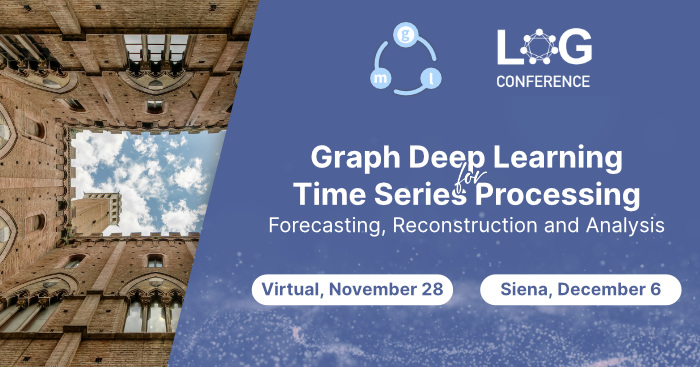 g
m l
LOG
CONFERENCE
Graph Deep Learning
for
Time Series Processing
Forecasting, Reconstruction and Analysis
Virtual, November 28
Siena, December 6